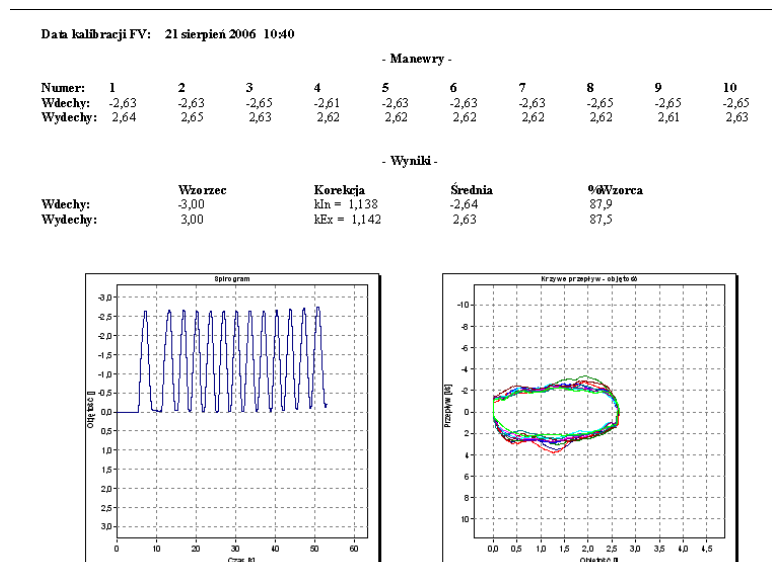 Data kalibracji FV: 21 sierpień 2006 10:40
- Manewry -
Numer: 1 2 3 4 5 6 7 8 9 10
Wdechy: -2,63 -2,63 -2,65 -2,61 -2,63 -2,63 -2,63 -2,65 -2,65 -2,65
Wydechy: 2,64 2,65 2,63 2,62 2,62 2,62 2,62 2,62 2,61 2,63
- Wyniki -
Wzorzec Korekcja Średnia %Wzorca
Wdechy: -3,00 kIn = 1,138 -2,64 87,9
Wydechy: 3,00 kEx = 1,142 2,63 87,5
Spirogram
-3,0
-2,5
-2,0
-1,5
-1,0
-0,5
0,0
0,5
1,0
1,5
2,0
2,5
3,0
Objętość [l]
0 10 20 30 40 50 60
Czas [s]
Krzywe przepływ - objętość
-10
-8
-6
-4
-2
0
2
4
6
8
10
Przepływ [l/s]
0,0 0,5 1,0 1,5 2,0 2,5 3,0 3,5 4,0 4,5
Objętość [l]